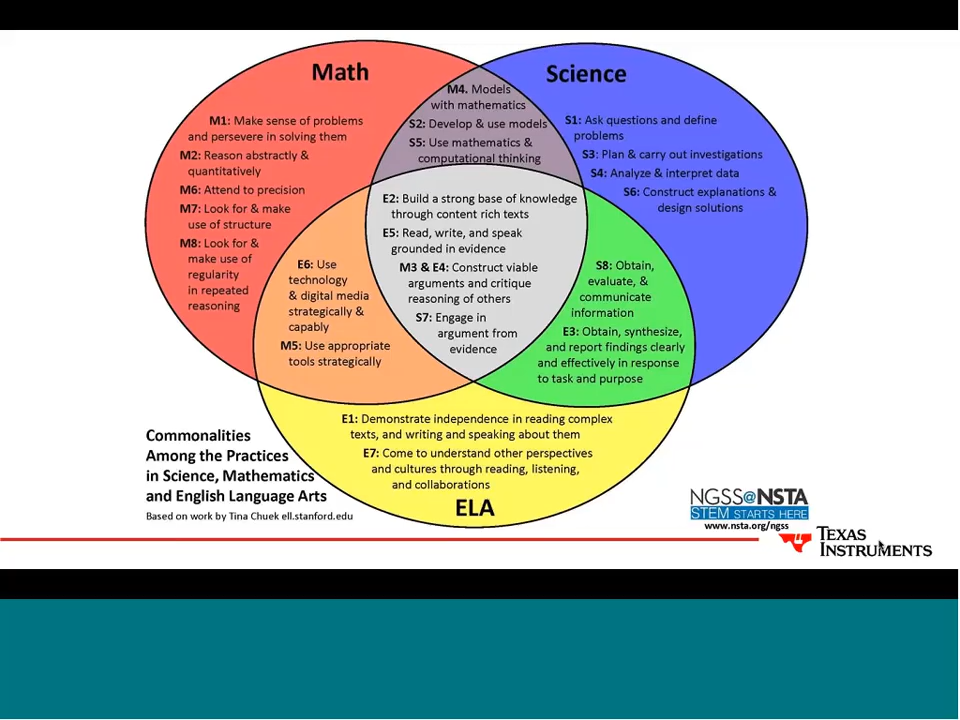 Math
Science
M1: Make sense of problems
and persevere in solving them
M2: Reason abstractly &
quantitatively
M6: Attend to precision
M7: Look for & make
use of structure
M8: Look for &
make use of
regularity
in repeated
reasoning
M4. Models
with mathematics
S2: Develop & use models
S5: Use mathematics &
computational thinking
S1: Ask questions and define
problems
S3: Plan & carry out investigations
S4: Analyze & interpret data
S6: Construct explanations &
design solutions
E2: Build a strong base of knowledge
through content rich texts
E5: Read, write, and speak
grounded in evidence
M3 & E4: Construct viable
arguments and critique
reasoning of others
S7: Engage in
argument from
evidence
E6: Use
technology
& digital media
strategically &
capably
M5: Use appropriate
tools strategically
S8: Obtain,
evaluate, &
communicate
information
E3: Obtain, synthesize,
and report findings clearly
and effectively in response
to task and purpose
E1: Demonstrate independence in reading complex
texts, and writing and speaking about them
E7: Come to understand other perspectives
and cultures through reading, listening,
and collaborations
ELA
Commonalities
Among the Practices
in Science, Mathematics
and English Language Arts
Based on work by Tina Chuek ell.stanford.edu
NGSS@NSTA
STEM STARTS HERE
www.nsta.org/ngss
TEXAS
INSTRUMENTS